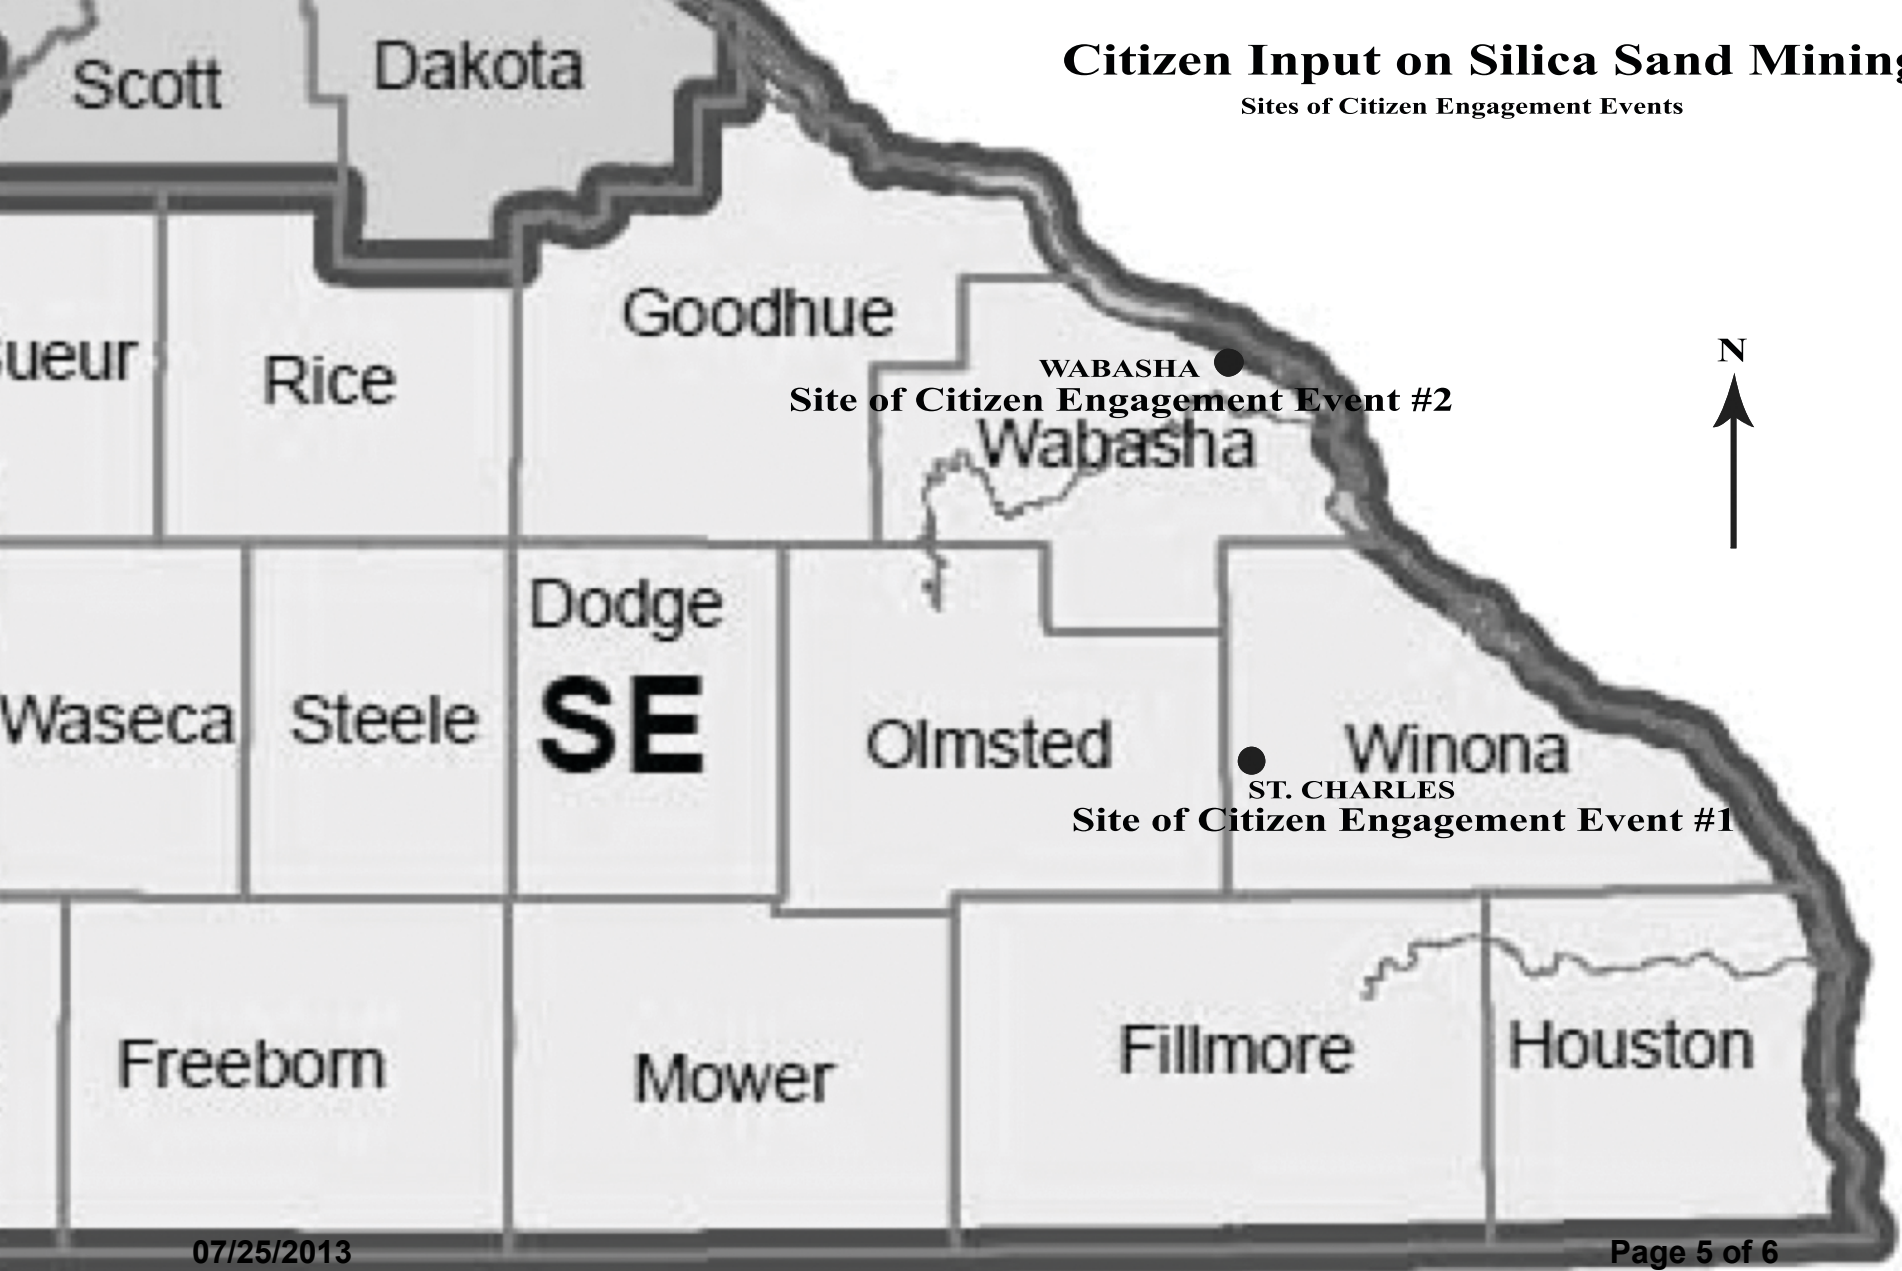 Citizen Input on Silica Sand Mining
Sites of Citizen Engagement Events
Scott
Dakota
Goodhue
ueur
Rice
N
WABASHA
Site of Citizen Engagement Event #2
Wabasha
Dodge
SE
Waseca
Steele
Olmsted
Winona
ST. CHARLES
Site of Citizen Engagement Event #1
Freeborn
Mower
Fillmore
Houston
07/25/2013
Page 5 of 6